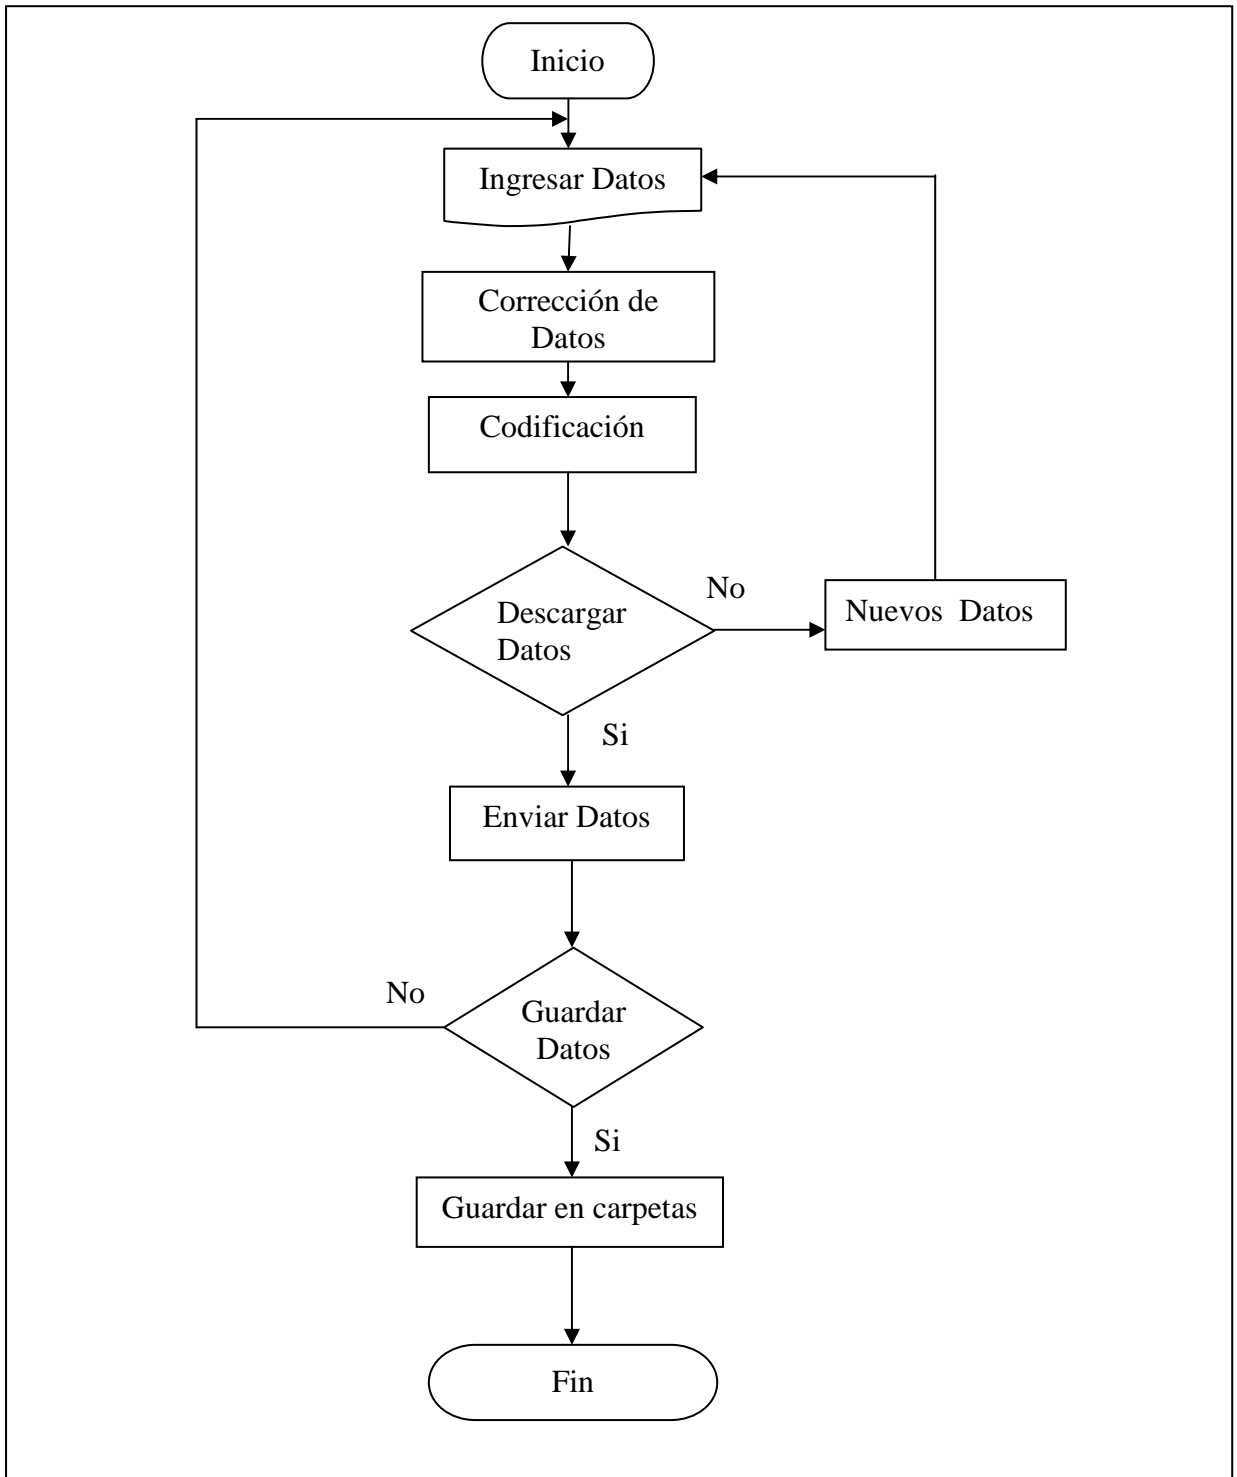 Inicio
Ingresar Datos
Corrección de
Datos
Codificación
No
Descargar
Datos
Nuevos  Datos
Si
Enviar Datos
No
Guardar
Datos
Si
Guardar en carpetas
Fin